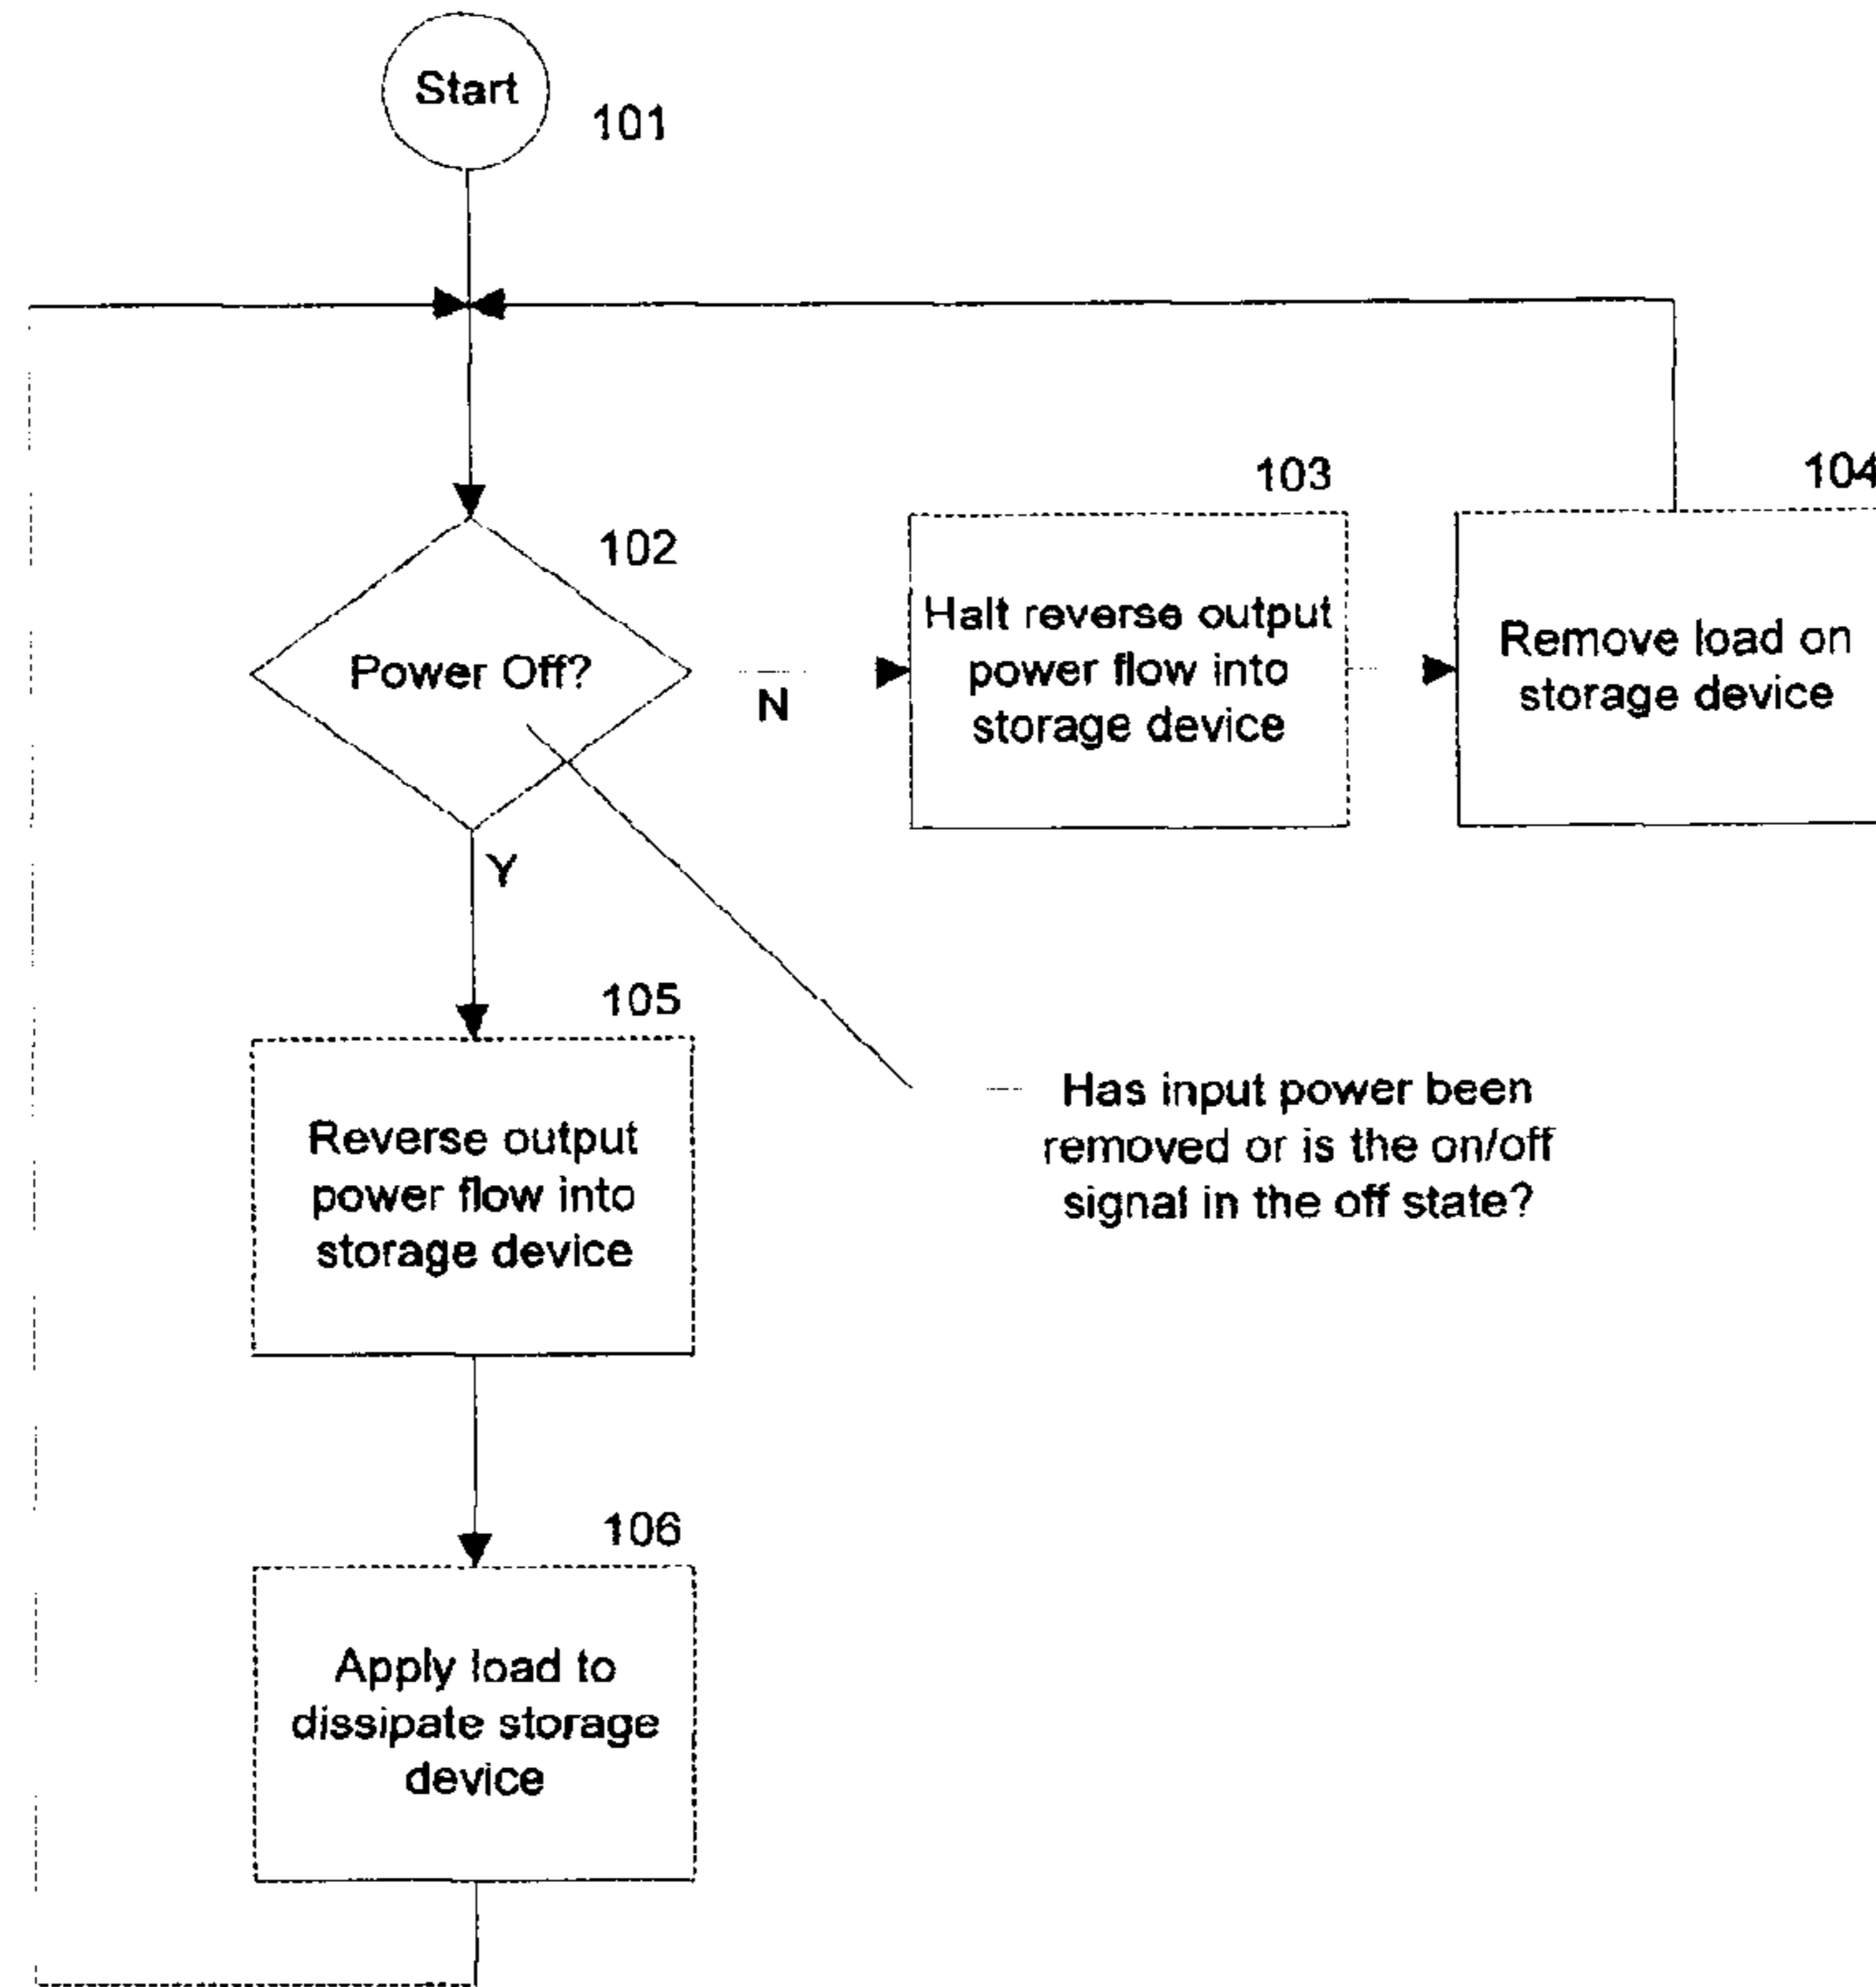 Start
101
102
Power Off?
N
Y
103
Halt reverse output
power flow into
storage device
104
Remove load on
storage device
105
Reverse output
power flow into
storage device
Has input power been
removed or is the on/off
signal in the off state?
106
Apply load to
dissipate storage
device